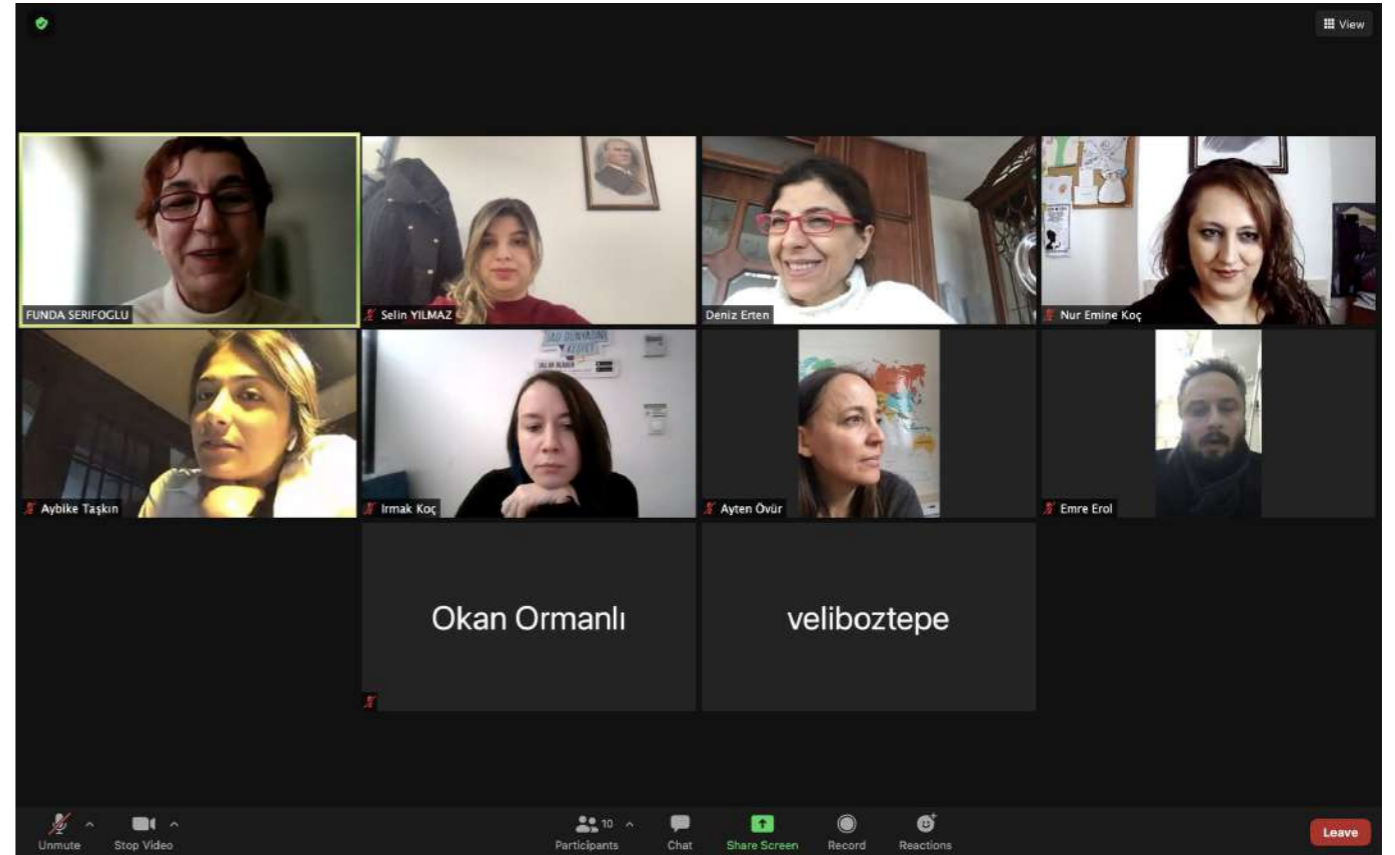 View
FUNDA SERIFOGLU
Selin YILMAZ
Deniz Erten
Nur Emine Koç
Aybike Taşkın
Irmak Koç
Ayten Övür
Emre Erol
Okan Ormanlı
veliboztepe
Unmute
Stop Video
10
Participants
Chat
Share Screen
Record
Reactions
Leave